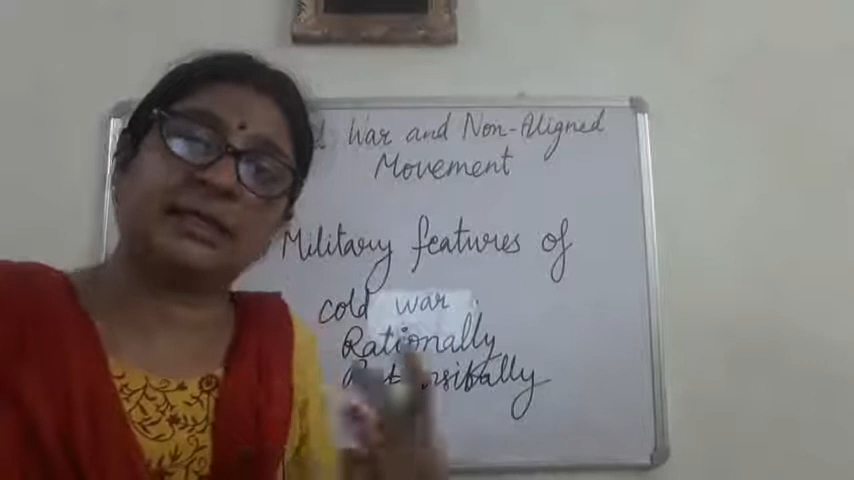 War and Non-Aligned
Movement
Military features of
cold war
Rationally